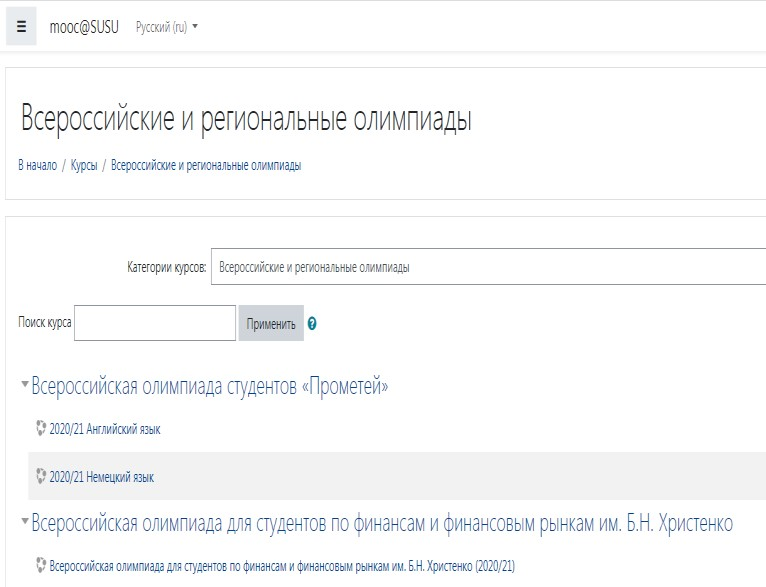 mooc@SUSU Русский (ru)
Всероссийские и региональные олимпиады
В начало / Курсы / Всероссийские и региональные олимпиады
Категории курсов: Всероссийские и региональные олимпиады
Поиск курса Применить ?
Всероссийская олимпиада студентов «Прометей»
2020/21 Английский язык
2020/21 Немецкий язык
Всероссийская олимпиада для студентов по финансам и финансовым рынкам им. Б.Н. Христенко
Всероссийская олимпиада для студентов по финансам и финансовым рынкам им. Б.Н. Христенко (2020/21)